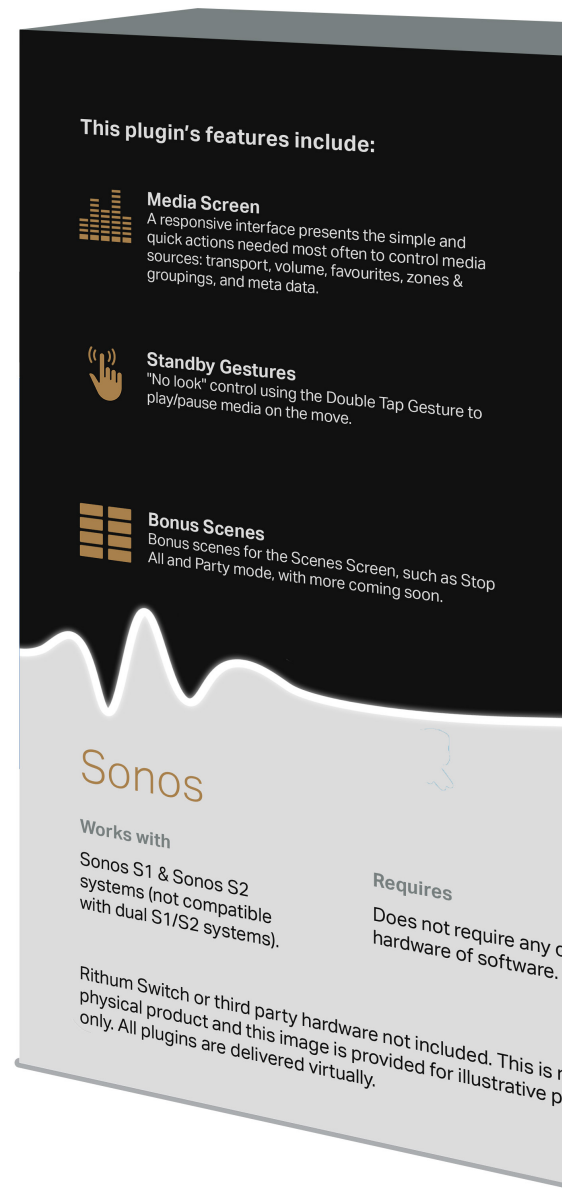 This plugin's features include:
Media Screen
A responsive interface presents the simple and
quick actions needed most often to control media
sources: transport, volume, favourites, zones &
groupings, and meta data.
Standby Gestures
"No look" control using the Double Tap Gesture to
play/pause media on the move.
Bonus Scenes
Bonus scenes for the Scenes Screen, such as Stop
All and Party mode, with more coming soon.
Sonos
Works with
Sonos S1 & Sonos S2
systems (not compatible
with dual S1/S2 systems).
Requires
Does not require any
hardware of software.
Rithum Switch or third party hardware not included. This is
physical product and this image is provided for illustrative
only. All plugins are delivered virtually.